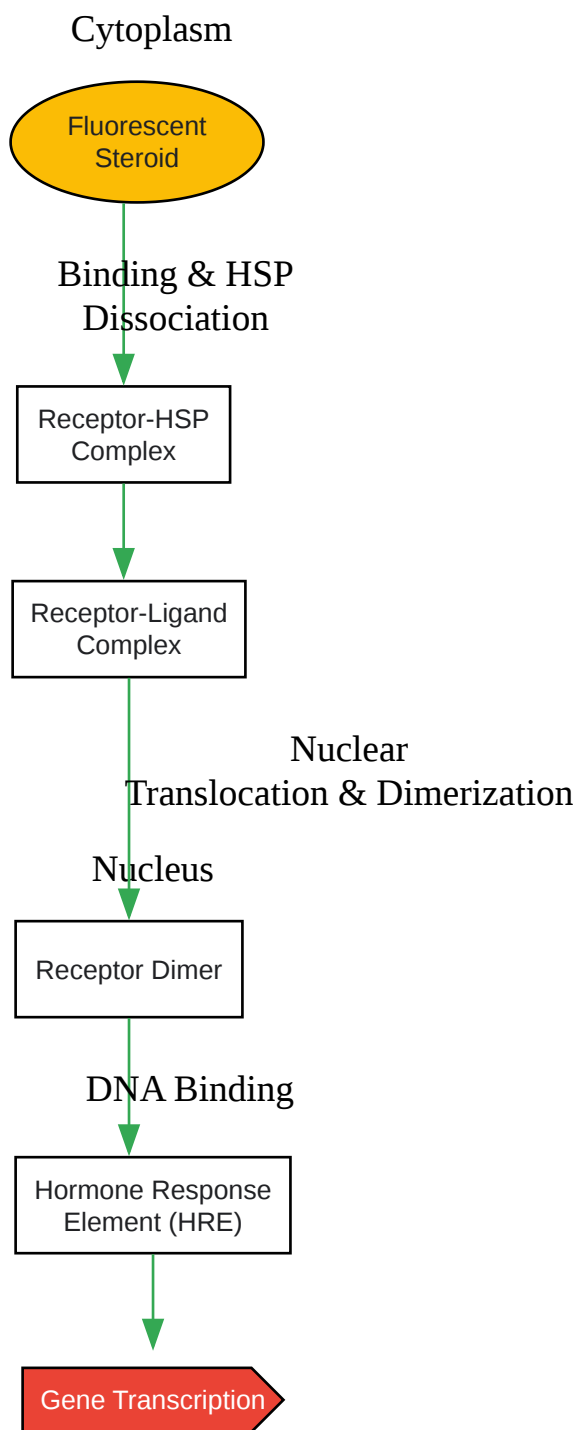 Cytoplasm
Fluorescent
Steroid
Binding & HSP
Dissociation
Receptor-HSP
Complex
Receptor-Ligand
Complex
Nuclear
Translocation & Dimerization
Nucleus
Receptor Dimer
DNA Binding
Hormone Response
Element (HRE)
Gene Transcription